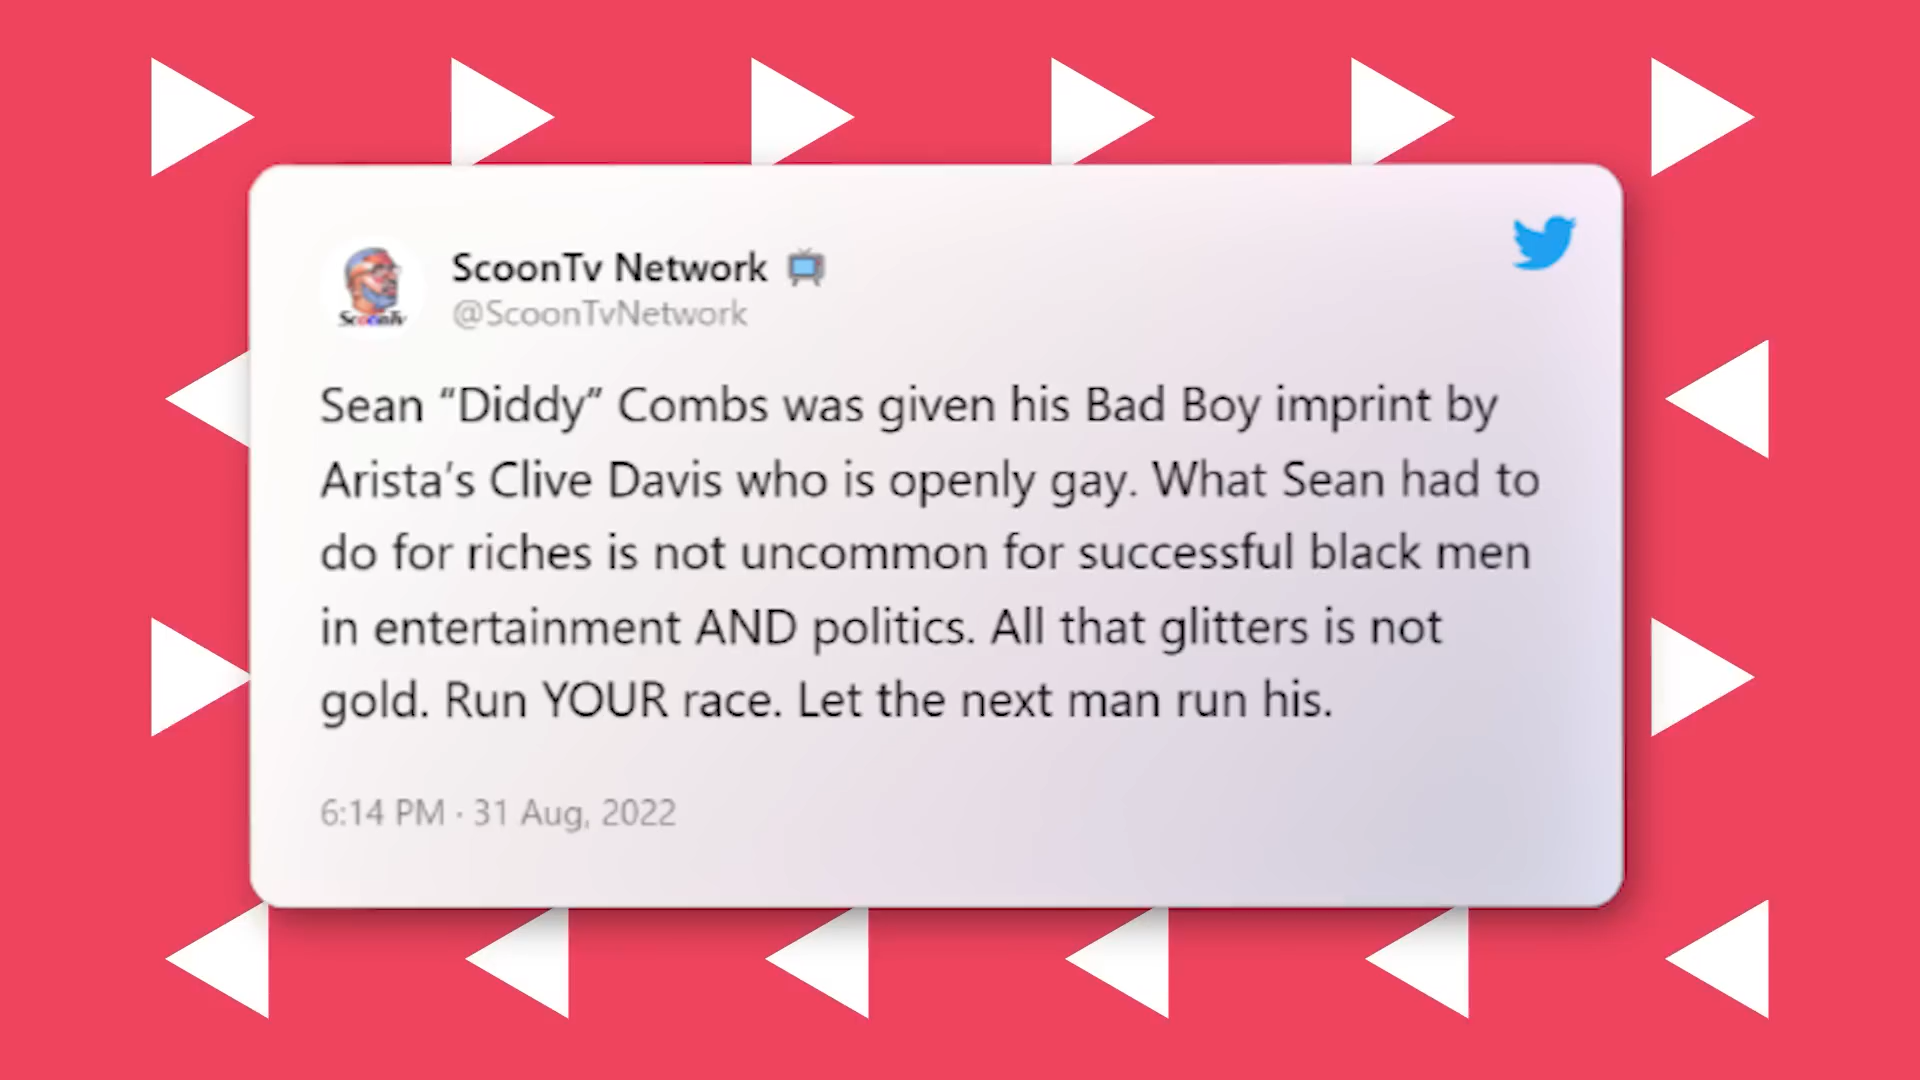 ScoonTv Network
@ScoonTvNetwork
ScoonTv
Sean “Diddy” Combs was given his Bad Boy imprint by
Arista’s Clive Davis who is openly gay. What Sean had to
do for riches is not uncommon for successful black men
in entertainment AND politics. All that glitters is not
gold. Run YOUR race. Let the next man run his.
6:14 PM · 31 Aug, 2022